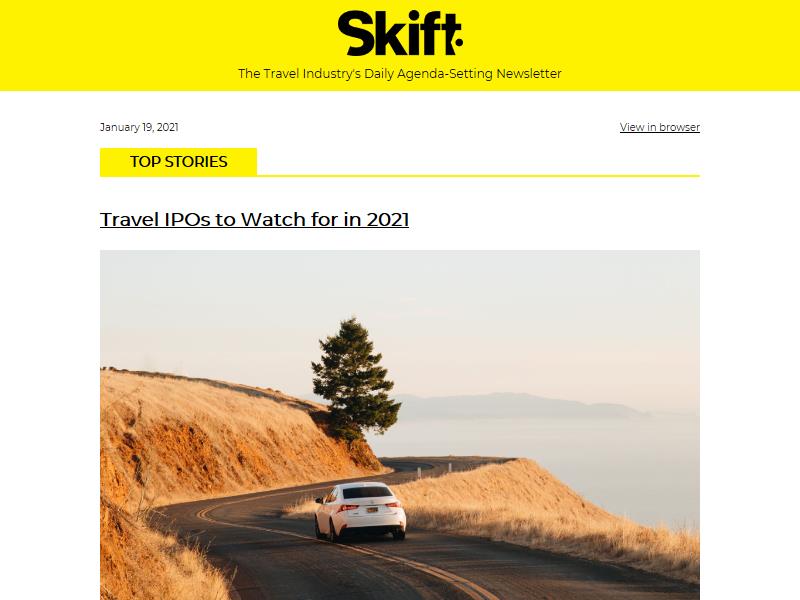 Skift
The Travel Industry's Daily Agenda-Setting Newsletter
January 19, 2021
View in browser
TOP STORIES
Travel IPOs to Watch for in 2021